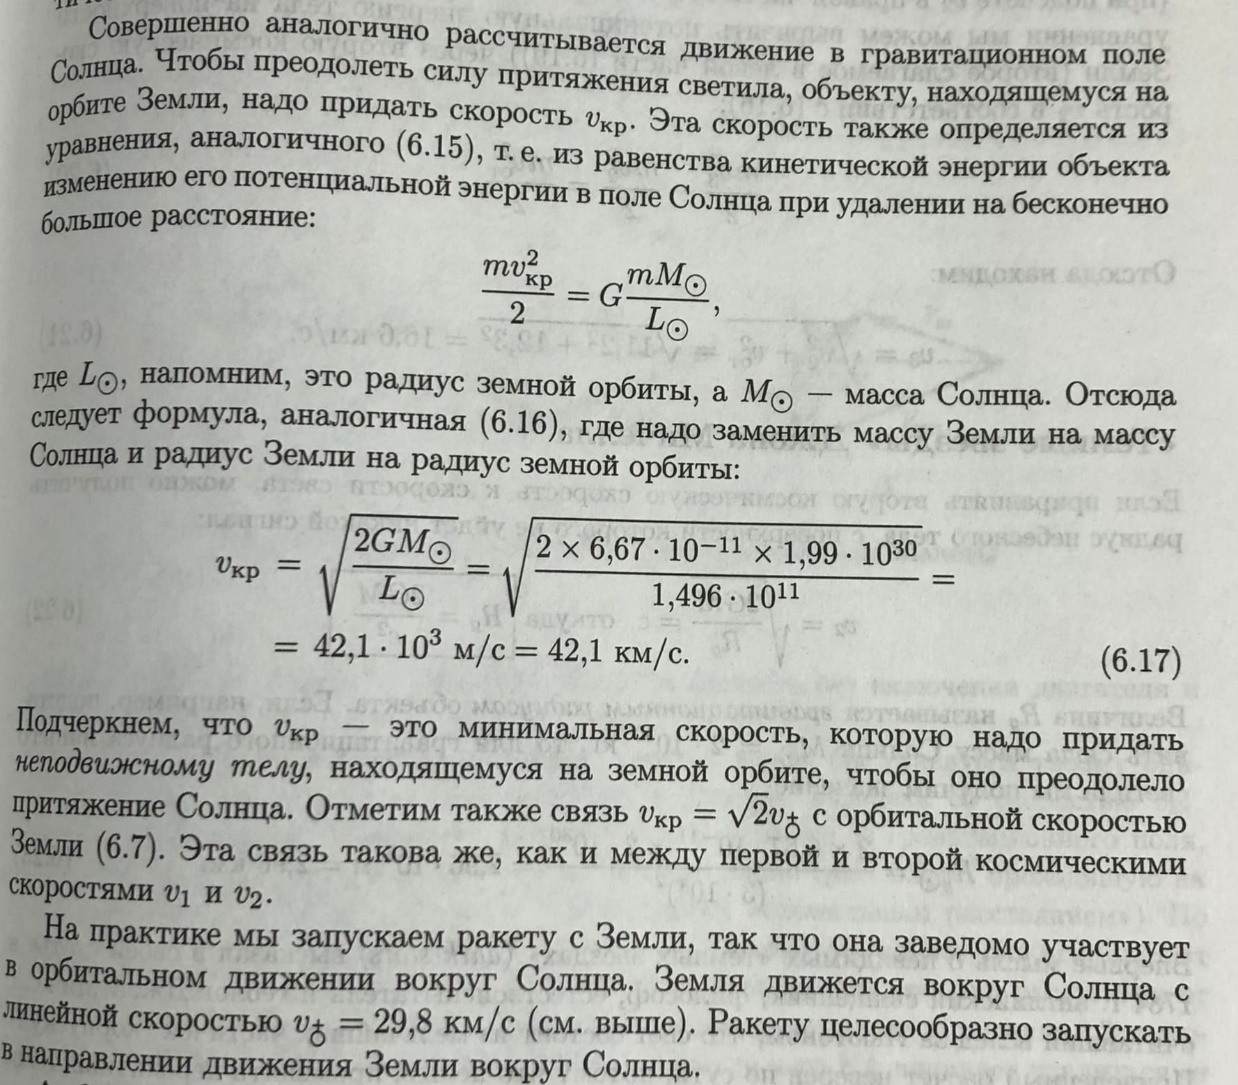 Совершенно аналогично рассчитывается движение в гравитационном поле
Солнца. Чтобы преодолеть силу притяжения светила, объекту, находящемуся на
орбите Земли, надо придать скорость v_кр. Эта скорость также определяется из
уравнения, аналогичного (6.15), т. е. из равенства кинетической энергии объекта
изменению его потенциальной энергии в поле Солнца при удалении на бесконечно
большое расстояние:
mv²_кр / 2 = G mM_⊙ / L_⊙,
где L_⊙, напомним, это радиус земной орбиты, а M_⊙ — масса Солнца. Отсюда
следует формула, аналогичная (6.16), где надо заменить массу Земли на массу
Солнца и радиус Земли на радиус земной орбиты:
v_кр = √(2GM_⊙ / L_⊙) = √(2 × 6,67 · 10⁻¹¹ × 1,99 · 10³⁰ / 1,496 · 10¹¹) =
= 42,1 · 10³ м/с = 42,1 км/с. (6.17)
Подчеркнем, что v_кр — это минимальная скорость, которую надо придать
неподвижному телу, находящемуся на земной орбите, чтобы оно преодолело
притяжение Солнца. Отметим также связь v_кр = √2v_♁ с орбитальной скоростью
Земли (6.7). Эта связь такова же, как и между первой и второй космическими
скоростями v₁ и v₂.
На практике мы запускаем ракету с Земли, так что она заведомо участвует
в орбитальном движении вокруг Солнца. Земля движется вокруг Солнца с
линейной скоростью v_♁ = 29,8 км/с (см. выше). Ракету целесообразно запускать
в направлении движения Земли вокруг Солнца.